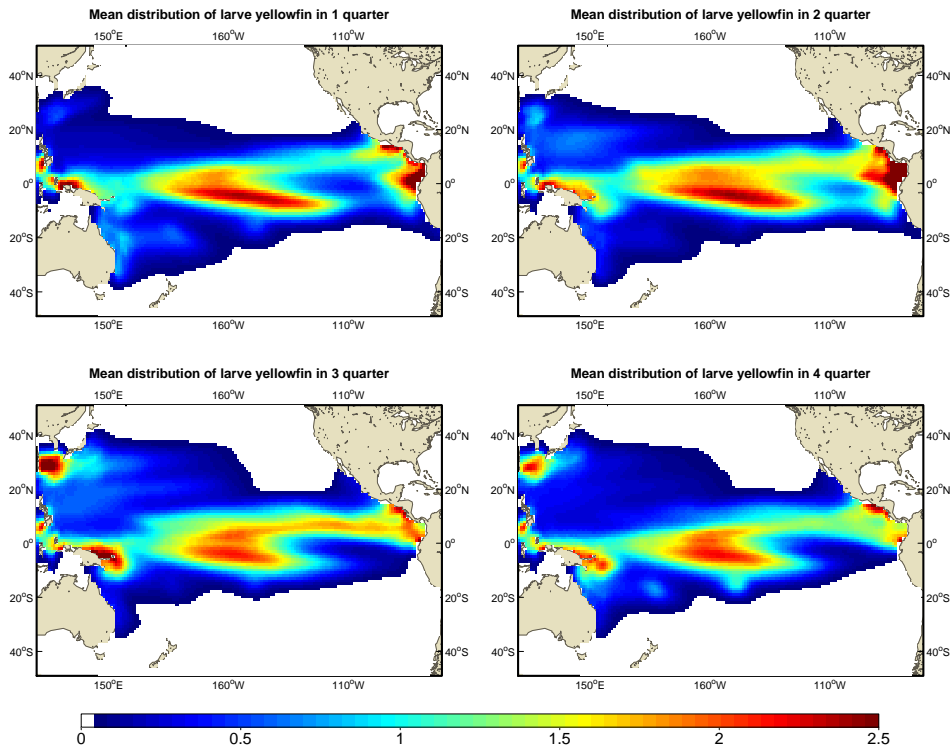 Mean distribution of larve yellowfin in 1 quarter
Mean distribution of larve yellowfin in 2 quarter
150°E 160°W 110°W
150°E 160°W 110°W
40°N 40°N
40°N 40°N
20°N 20°N
20°N 20°N
0° 0°
0° 0°
20°S 20°S
20°S 20°S
40°S 40°S
40°S 40°S
150°E 160°W 110°W
150°E 160°W 110°W
Mean distribution of larve yellowfin in 3 quarter
Mean distribution of larve yellowfin in 4 quarter
150°E 160°W 110°W
150°E 160°W 110°W
40°N 40°N
40°N 40°N
20°N 20°N
20°N 20°N
0° 0°
0° 0°
20°S 20°S
20°S 20°S
40°S 40°S
40°S 40°S
150°E 160°W 110°W
150°E 160°W 110°W
0 0.5 1 1.5 2 2.5